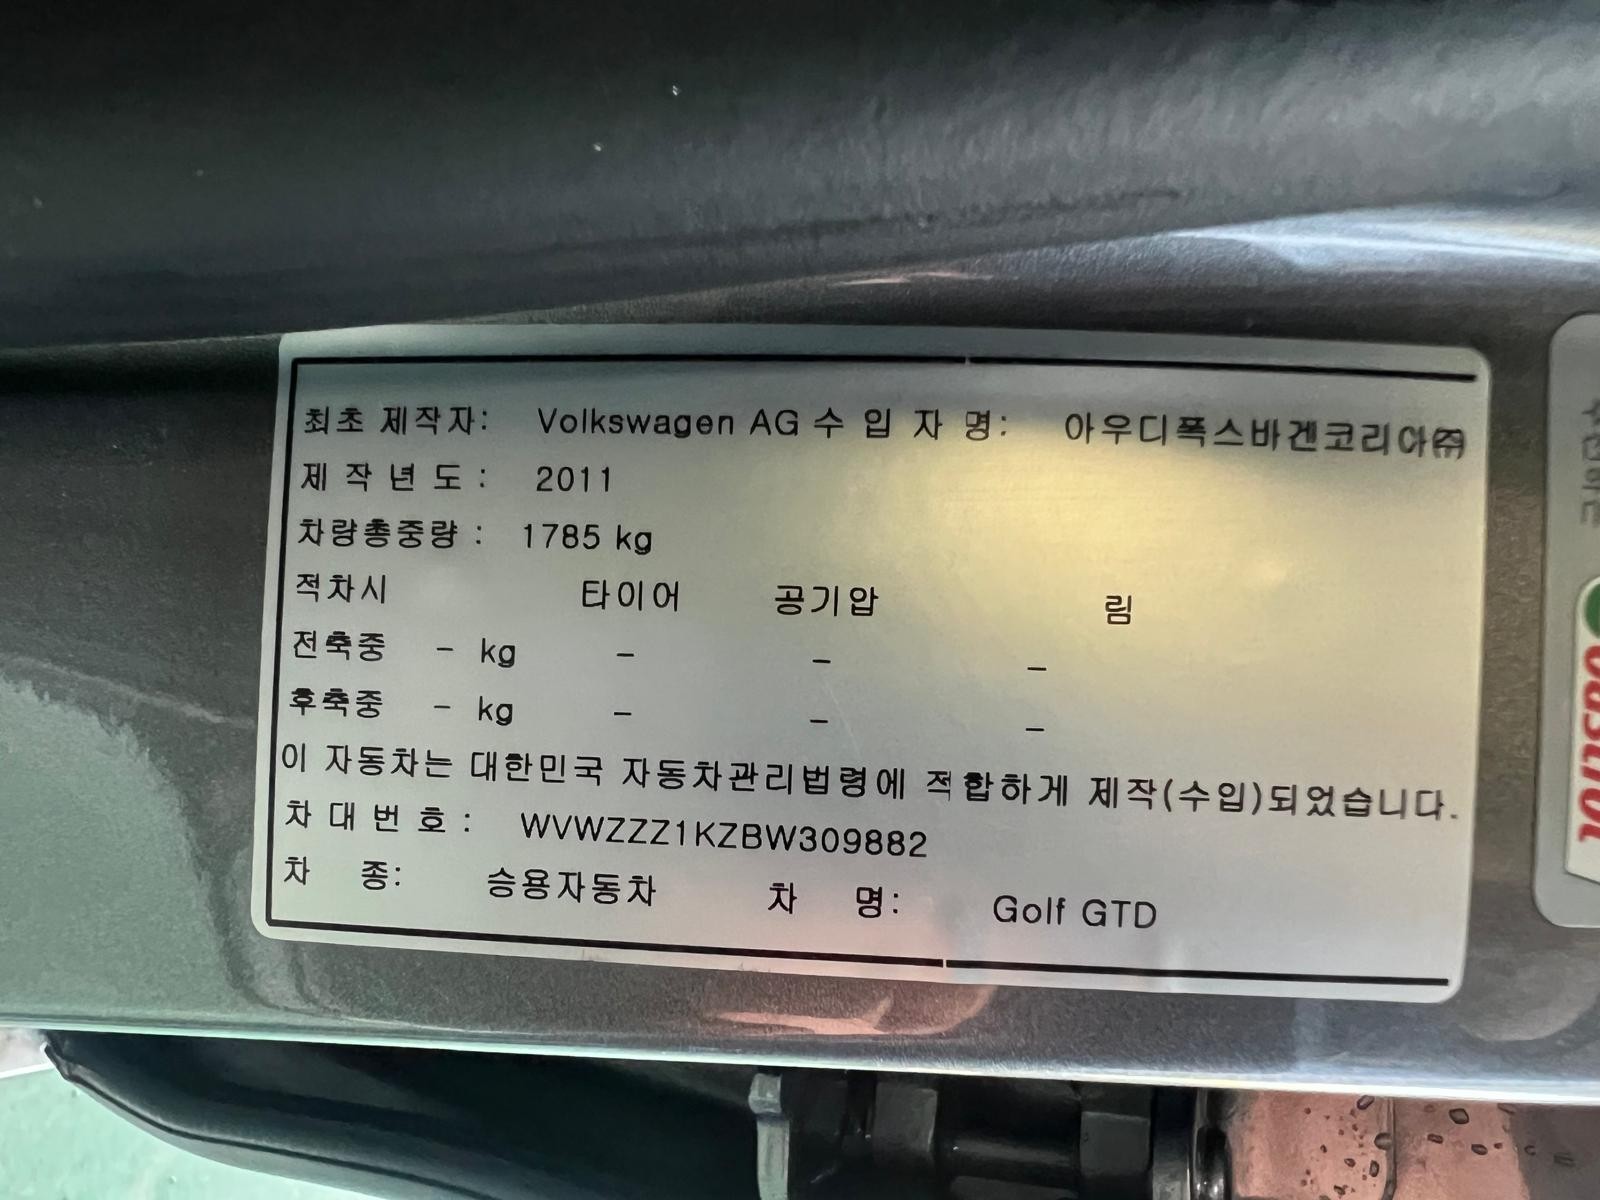 최초 제작자: Volkswagen AG 수 입 자 명: 아우디폭스바겐코리아㈜
제 작 년 도 : 2011
차량총중량 : 1785 kg
적차시 타이어 공기압 림
전축중 - kg - - -
후축중 - kg - - -
이 자동차는 대한민국 자동차관리법령에 적합하게 제작(수입)되었습니다.
차 대 번 호 : WVWZZZ1KZBW309882
차 종: 승용자동차 차 명: Golf GTD
Castrol